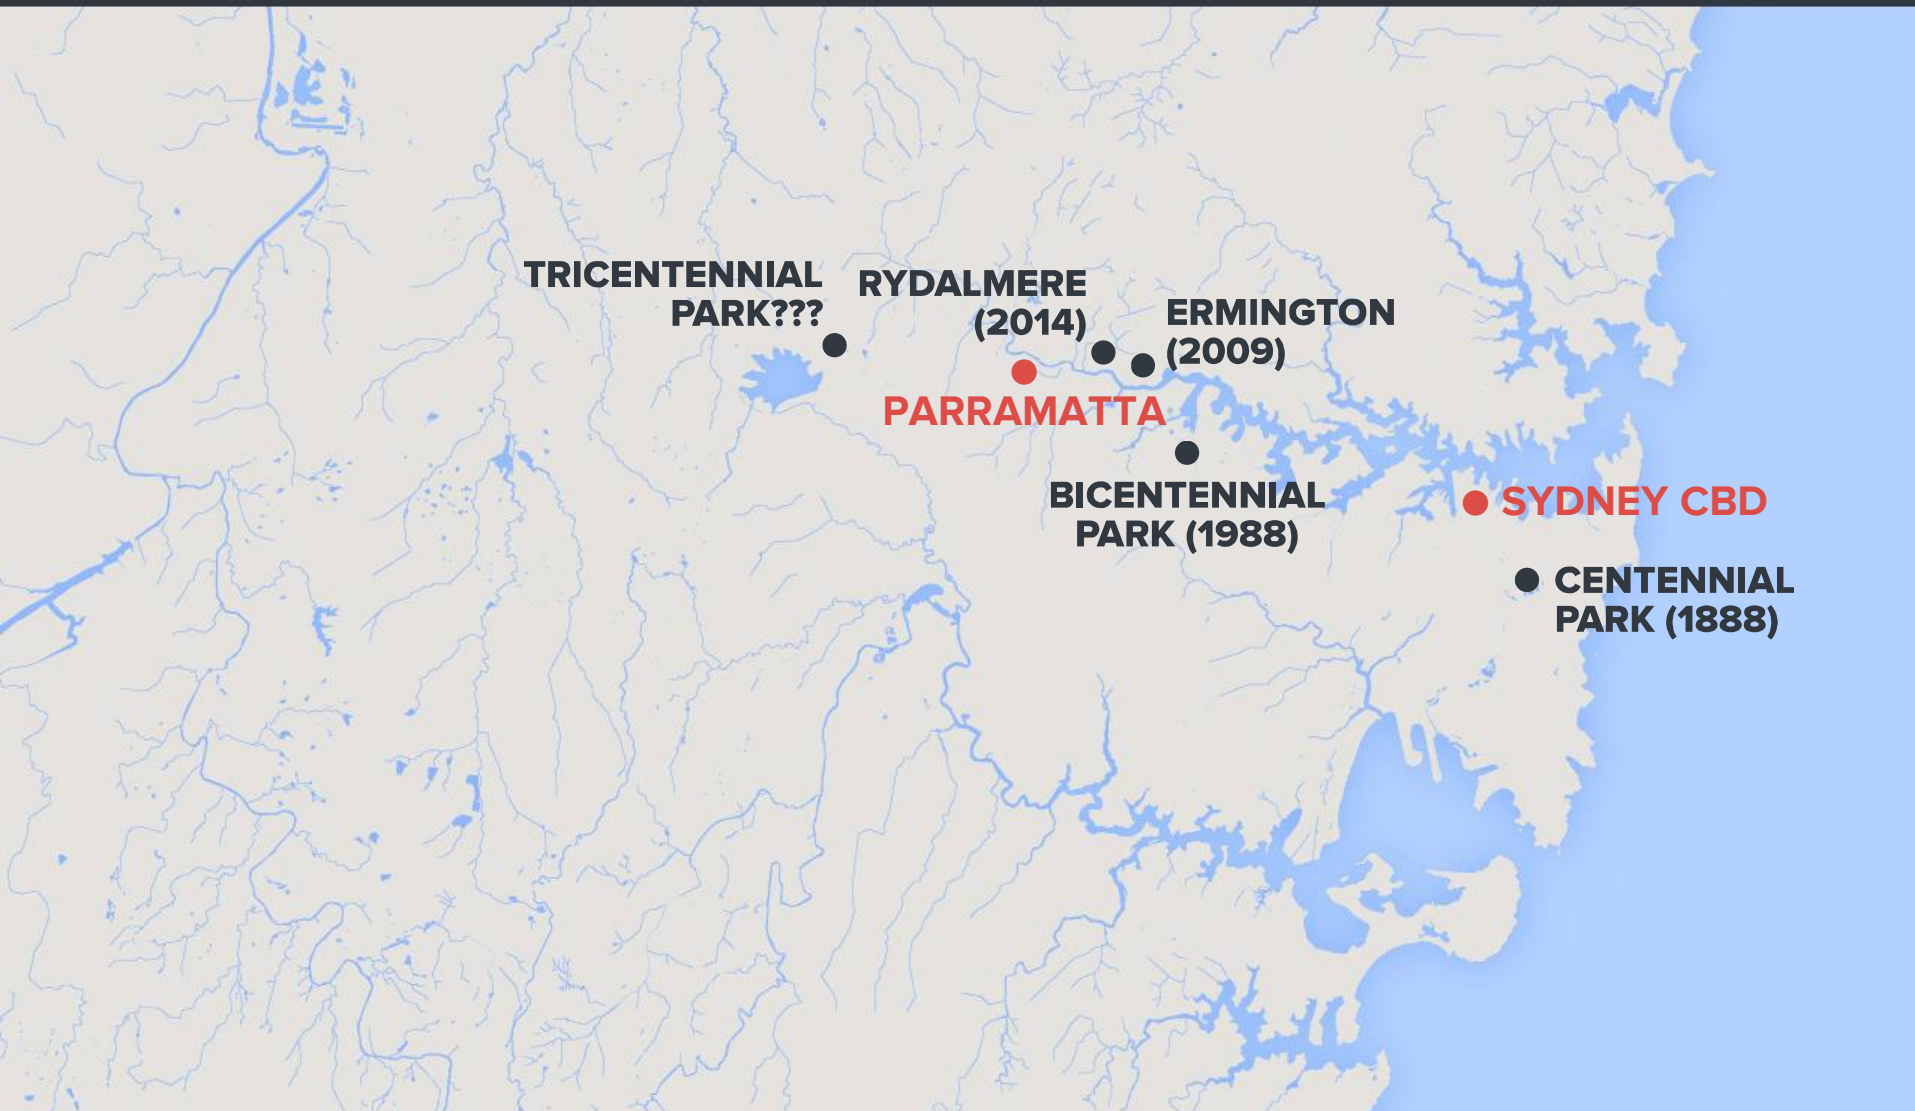 TRICENTENNIAL
PARK???
RYDALMERE
(2014)
ERMINGTON
(2009)
PARRAMATTA
BICENTENNIAL
PARK (1988)
SYDNEY CBD
CENTENNIAL
PARK (1888)